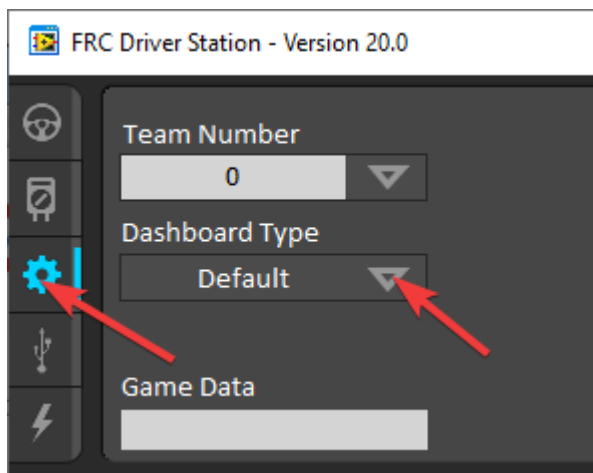 FRC Driver Station - Version 20.0
Team Number
0
Dashboard Type
Default
Game Data